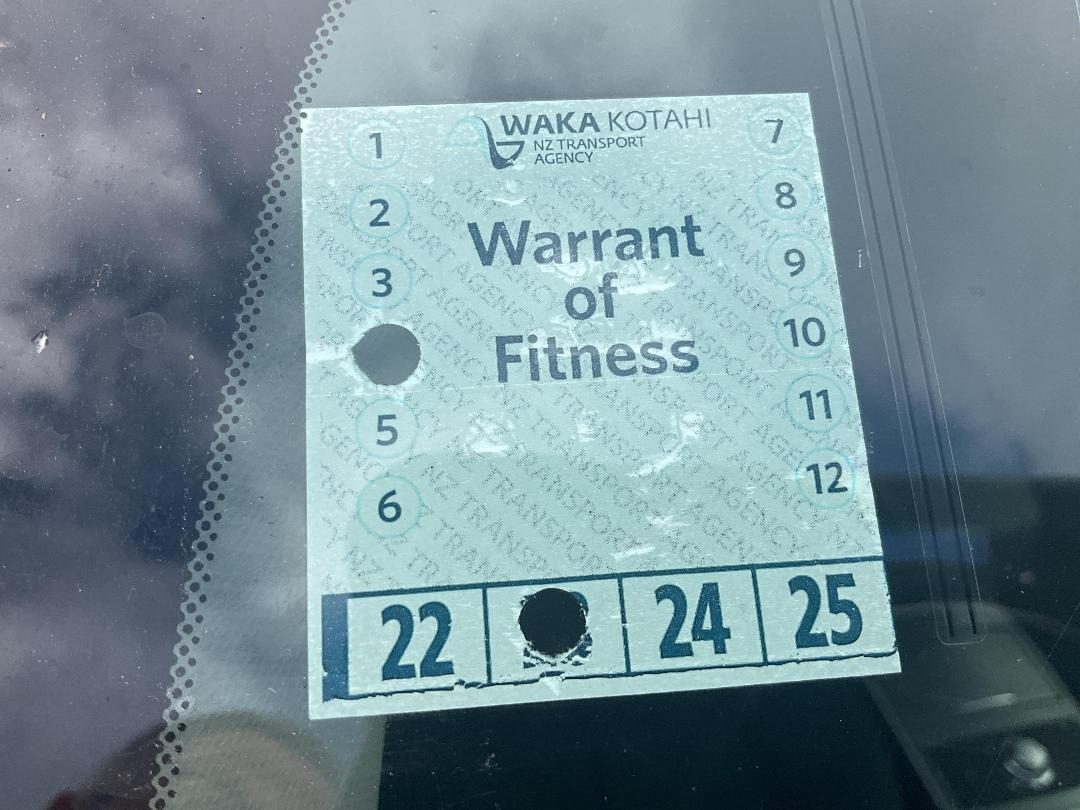 WAKA KOTAHI
NZ TRANSPORT
AGENCY
1
2
3
5
6
7
8
9
10
11
12
Warrant
of
Fitness
22
24
25